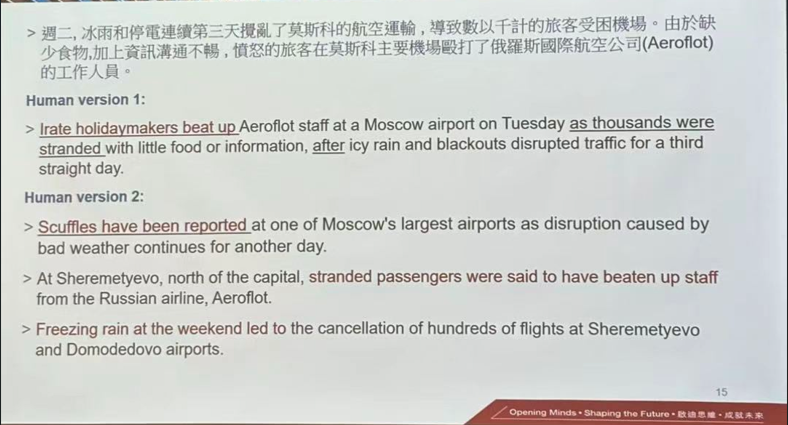 > 週二, 冰雨和停電連續第三天攪亂了莫斯科的航空運輸 , 導致數以千計的旅客受困機場。由於缺
少食物,加上資訊溝通不暢 , 憤怒的旅客在莫斯科主要機場毆打了俄羅斯國際航空公司(Aeroflot)
的工作人員。
Human version 1:
> Irate holidaymakers beat up Aeroflot staff at a Moscow airport on Tuesday as thousands were
stranded with little food or information, after icy rain and blackouts disrupted traffic for a third
straight day.
Human version 2:
> Scuffles have been reported at one of Moscow's largest airports as disruption caused by
bad weather continues for another day.
> At Sheremetyevo, north of the capital, stranded passengers were said to have beaten up staff
from the Russian airline, Aeroflot.
> Freezing rain at the weekend led to the cancellation of hundreds of flights at Sheremetyevo
and Domodedovo airports.
15
Opening Minds • Shaping the Future • 啟迪思維 • 成就未來